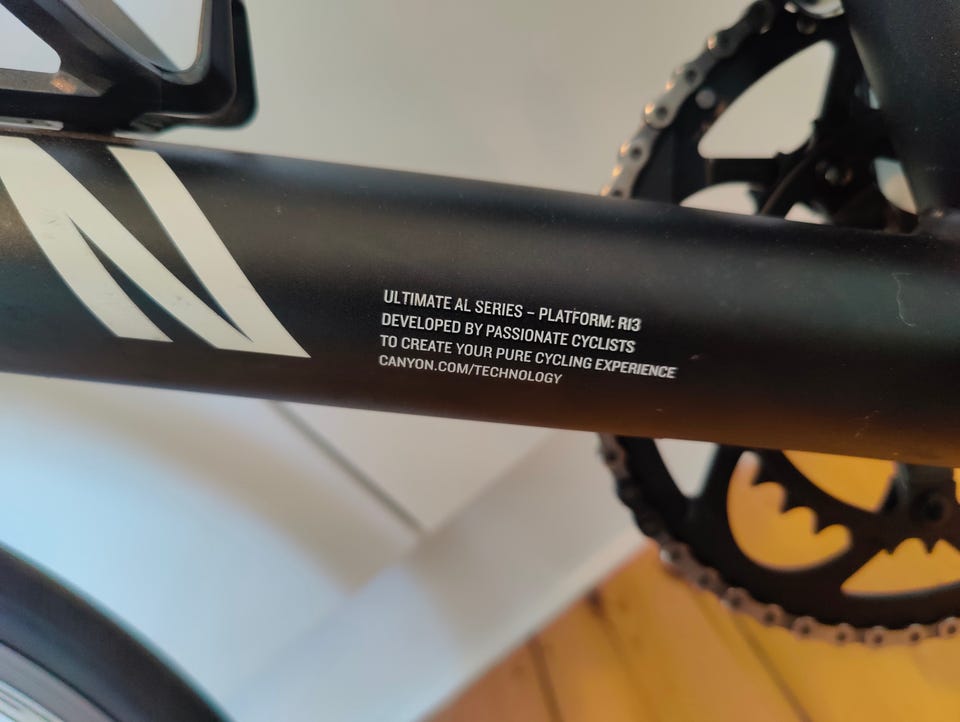 N
ULTIMATE AL SERIES – PLATFORM: RI3
DEVELOPED BY PASSIONATE CYCLISTS
TO CREATE YOUR PURE CYCLING EXPERIENCE
CANYON.COM/TECHNOLOGY